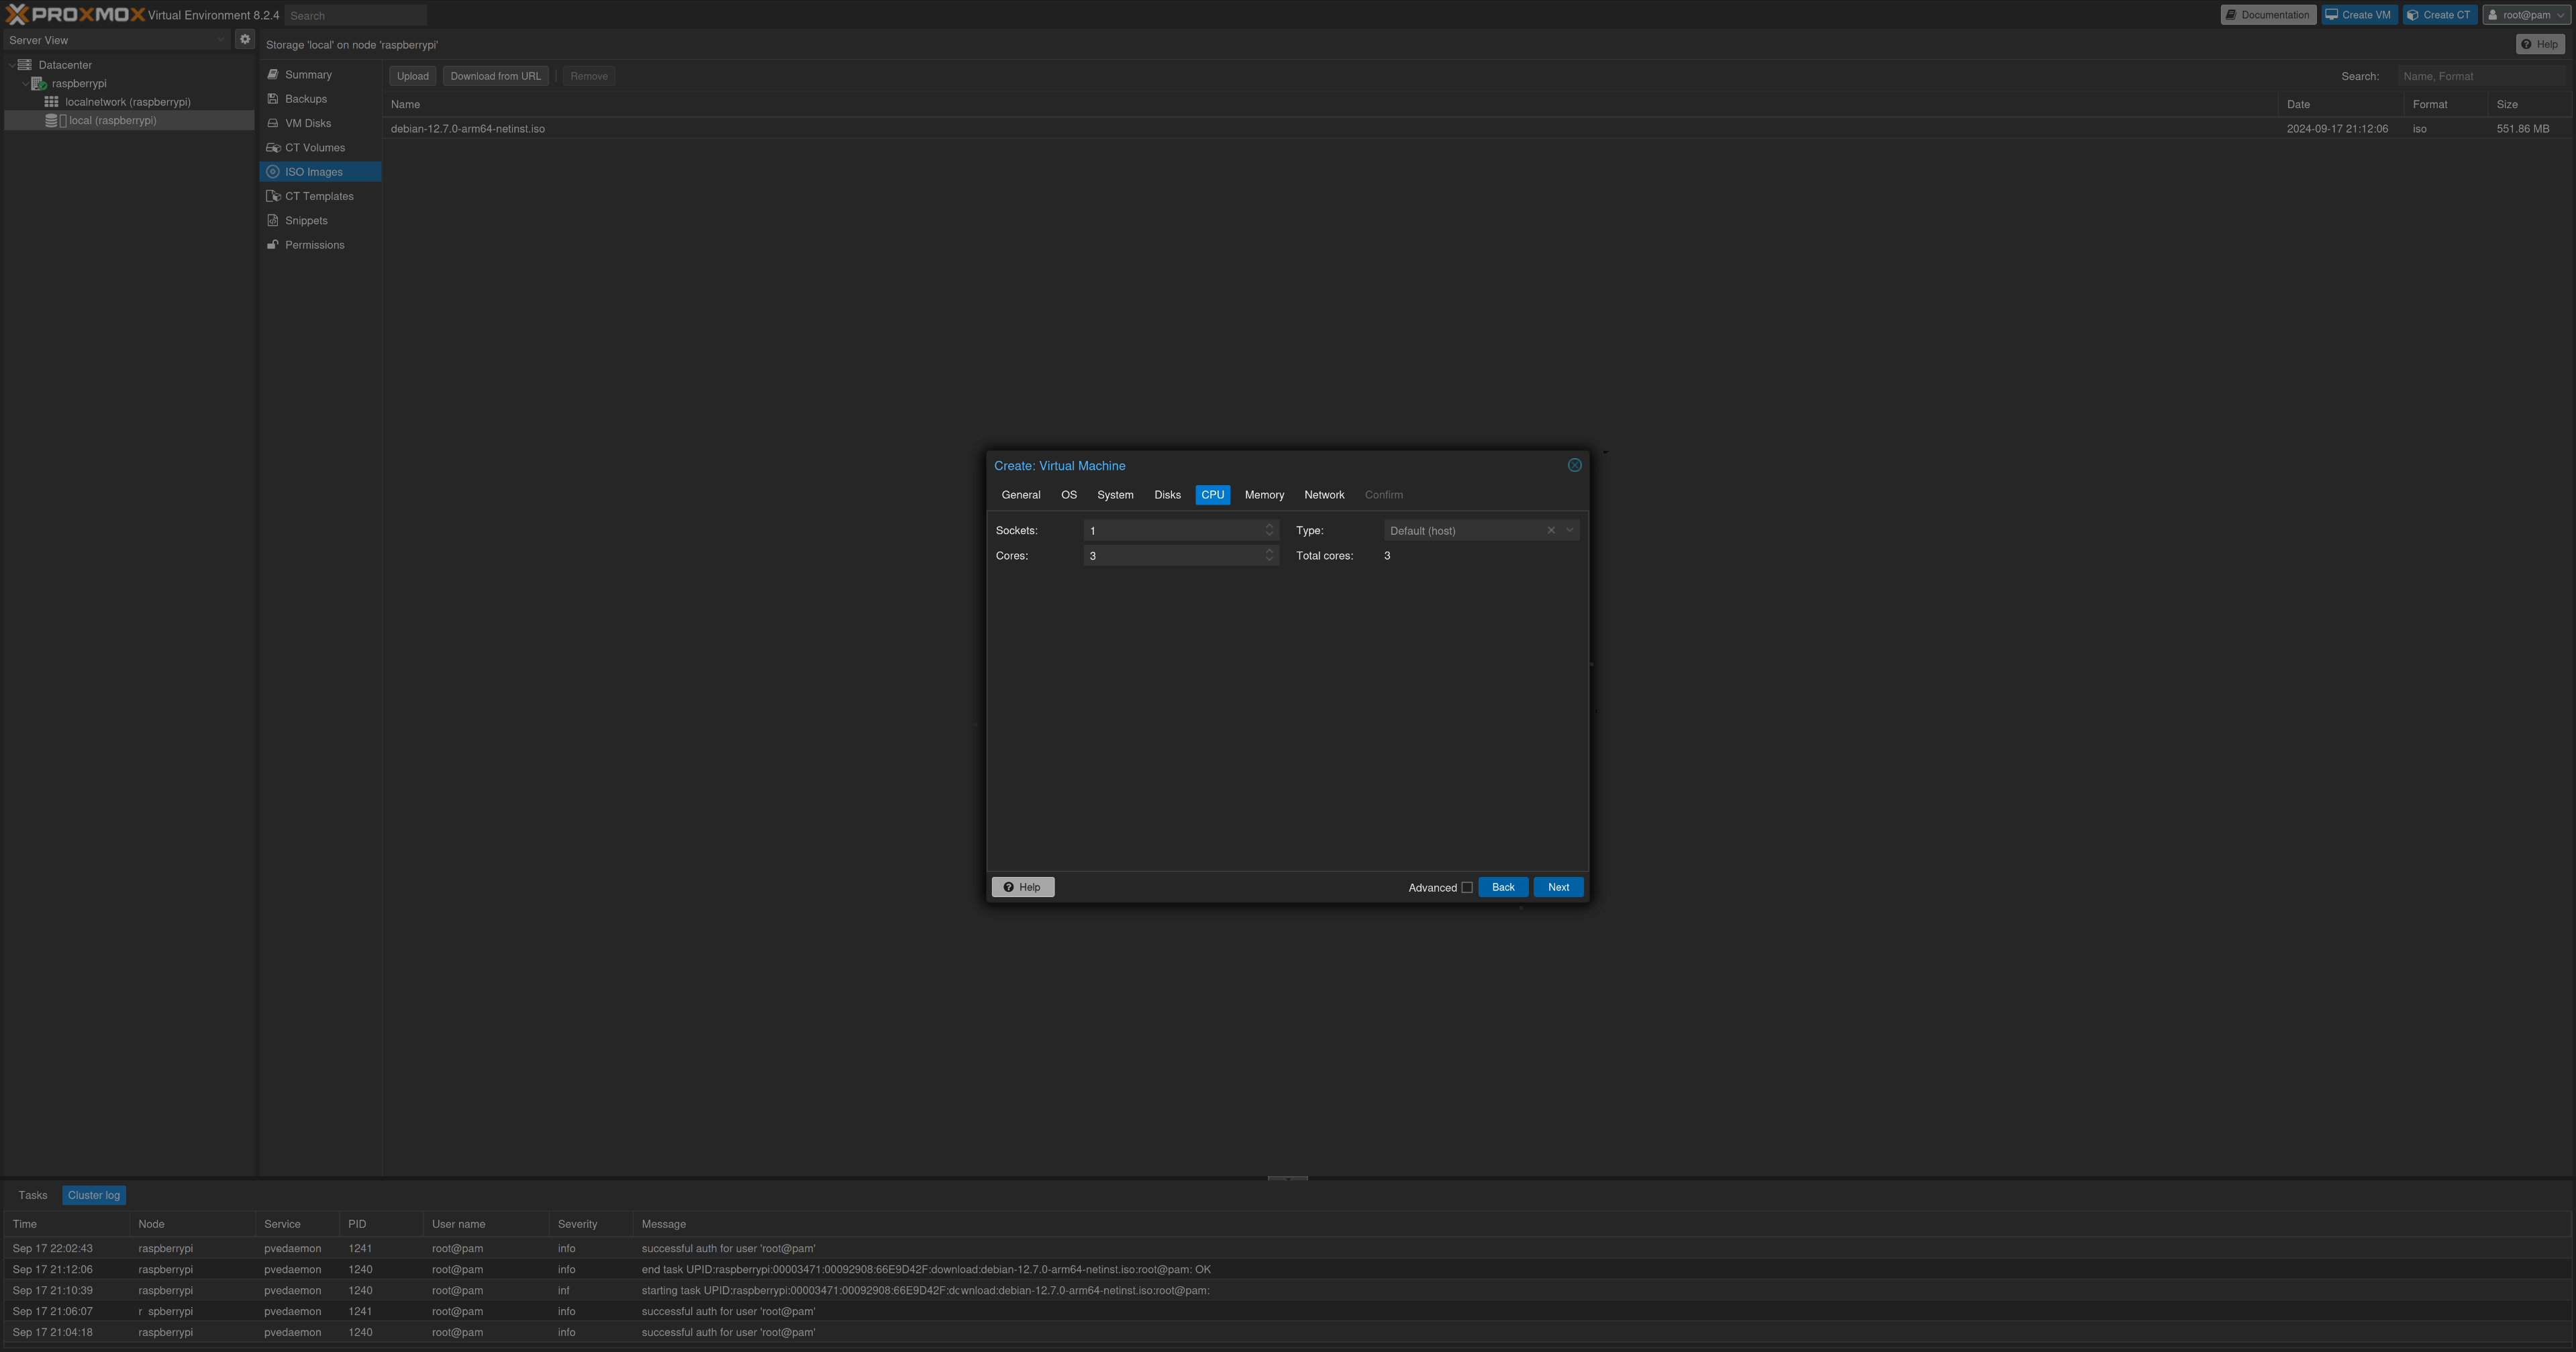 PROXMOX Virtual Environment 8.2.4 Search Documentation Create VM Create CT root@pam
Server View
Storage 'local' on node 'raspberrypi' Help
Datacenter
raspberrypi
localnetwork (raspberrypi)
local (raspberrypi)
Summary
Backups
VM Disks
CT Volumes
ISO Images
CT Templates
Snippets
Permissions
Upload Download from URL Remove Search: Name, Format
Name Date Format Size
debian-12.7.0-arm64-netinst.iso 2024-09-17 21:12:06 iso 551.86 MB
Create: Virtual Machine
General OS System Disks CPU Memory Network Confirm
Sockets: 1 Type: Default (host)
Cores: 3 Total cores: 3
Help Advanced Back Next
Tasks Cluster log
Time Node Service PID User name Severity Message
Sep 17 22:02:43 raspberrypi pvedaemon 1241 root@pam info successful auth for user 'root@pam'
Sep 17 21:12:06 raspberrypi pvedaemon 1240 root@pam info end task UPID:raspberrypi:00003471:00092908:66E9D42F:download:debian-12.7.0-arm64-netinst.iso:root@pam: OK
Sep 17 21:10:39 raspberrypi pvedaemon 1240 root@pam inf starting task UPID:raspberrypi:00003471:00092908:66E9D42F:download:debian-12.7.0-arm64-netinst.iso:root@pam:
Sep 17 21:06:07 r spberrypi pvedaemon 1241 root@pam info successful auth for user 'root@pam'
Sep 17 21:04:18 raspberrypi pvedaemon 1240 root@pam info successful auth for user 'root@pam'